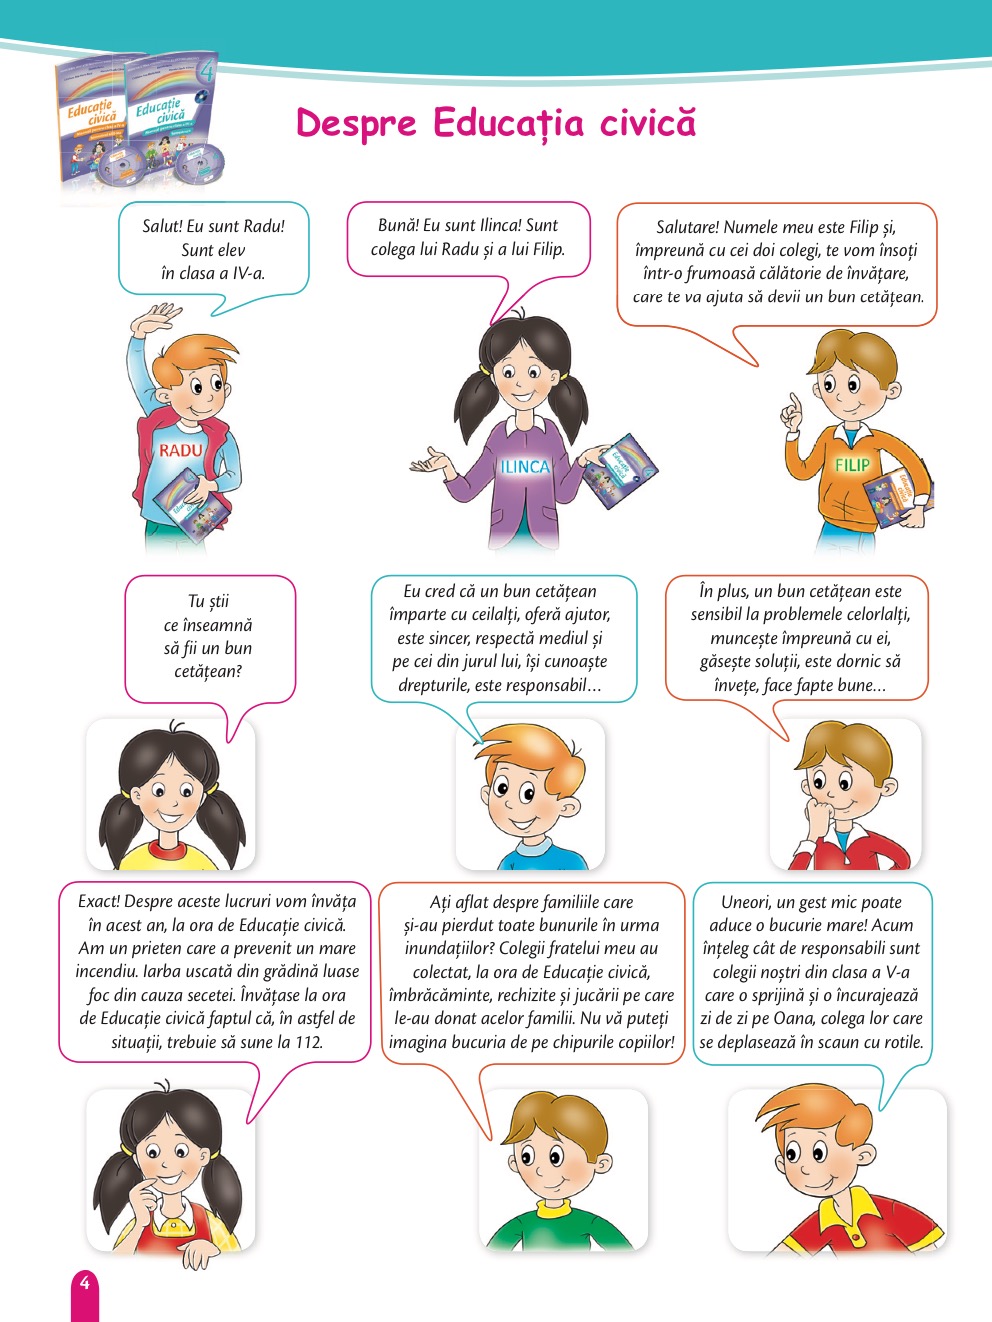 Educație
civică
Educație
civică
4
Despre Educația civică
Salut! Eu sunt Radu!
Sunt elev
în clasa a IV-a.
Bună! Eu sunt Ilinca! Sunt
colega lui Radu și a lui Filip.
Salutare! Numele meu este Filip și,
împreună cu cei doi colegi, te vom însoți
într-o frumoasă călătorie de învățare,
care te va ajuta să devii un bun cetățean.
RADU
ILINCA
FILIP
Tu știi
ce înseamnă
să fii un bun
cetățean?
Eu cred că un bun cetățean
împarte cu ceilalți, oferă ajutor,
este sincer, respectă mediul și
pe cei din jurul lui, își cunoaște
drepturile, este responsabil...
În plus, un bun cetățean este
sensibil la problemele celorlalți,
muncește împreună cu ei,
găsește soluții, este dornic să
învețe, face fapte bune...
Exact! Despre aceste lucruri vom învăța
în acest an, la ora de Educație civică.
Am un prieten care a prevenit un mare
incendiu. Iarba uscată din grădină luase
foc din cauza secetei. Învățase la ora
de Educație civică faptul că, în astfel de
situații, trebuie să sune la 112.
Ați aflat despre familiile care
și-au pierdut toate bunurile în urma
inundațiilor? Colegii fratelui meu au
colectat, la ora de Educație civică,
îmbrăcăminte, rechizite și jucării pe care
le-au donat acelor familii. Nu vă puteți
imagina bucuria de pe chipurile copiilor!
Uneori, un gest mic poate
aduce o bucurie mare! Acum
înțeleg cât de responsabili sunt
colegii noștri din clasa a V-a
care o sprijină și o încurajează
zi de zi pe Oana, colega lor care
se deplasează în scaun cu rotile.
4